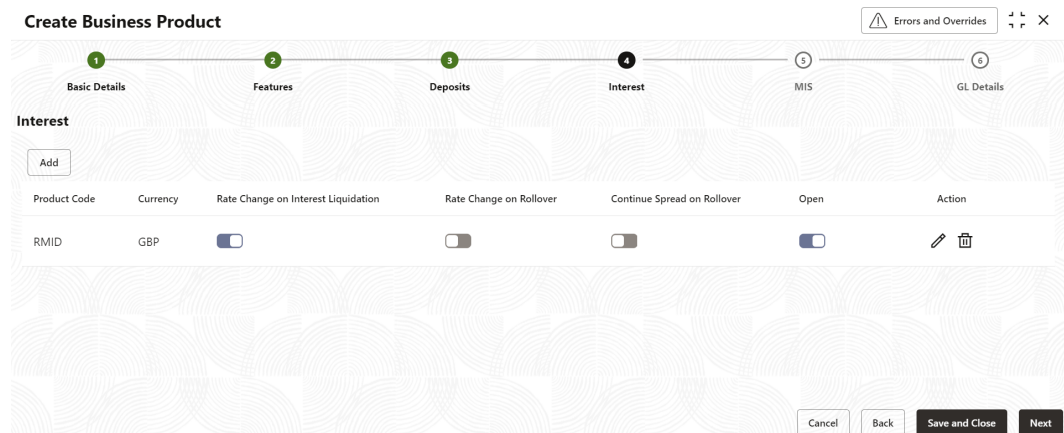 Create Business Product
Errors and Overrides
1 2 3 4 5 6
Basic Details Features Deposits Interest MIS GL Details
Interest
Add
Product Code Currency Rate Change on Interest Liquidation Rate Change on Rollover Continue Spread on Rollover Open Action
RMID GBP
Cancel Back Save and Close Next